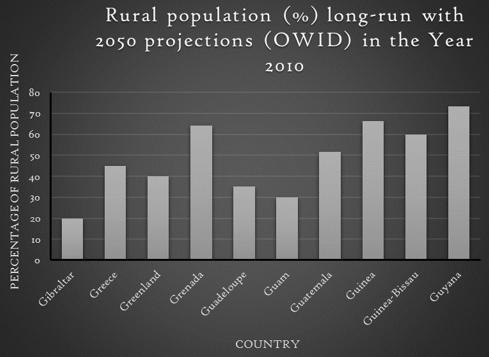 Rural population (%) long-run with
2050 projections (OWID) in the Year
2010
PERCENTAGE OF RURAL POPULATION
80
70
60
50
40
30
20
10
0
Gibraltar
Greece
Greenland
Grenada
Guadeloupe
Guam
Guatemala
Guinea
Guinea-Bissau
Guyana
COUNTRY